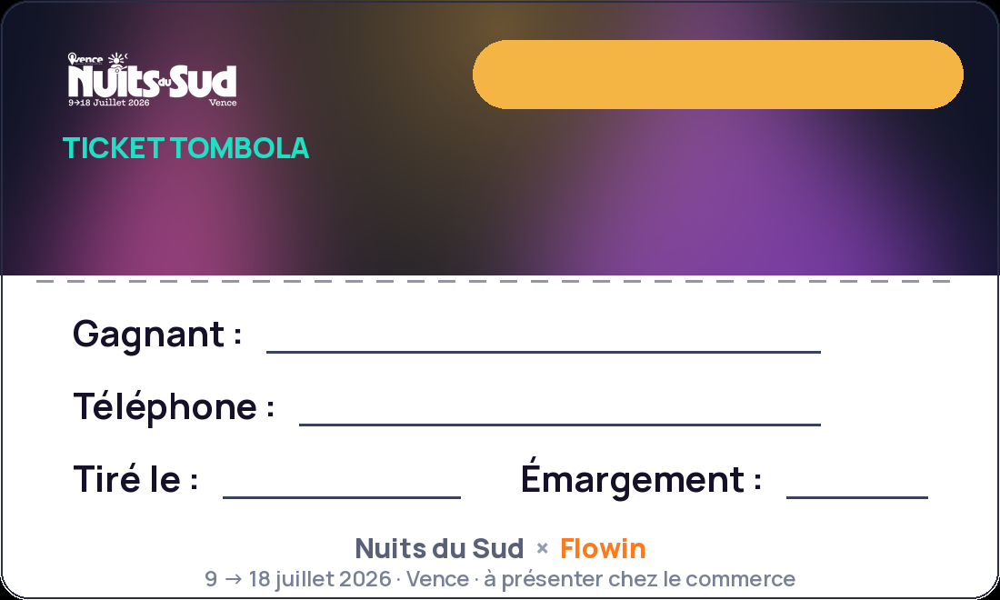 Vence
Nuits du Sud
9→18 Juillet 2026 Vence
TICKET TOMBOLA
Gagnant :
Téléphone :
Tiré le : Émargement :
Nuits du Sud × Flowin
9 → 18 juillet 2026 · Vence · à présenter chez le commerce